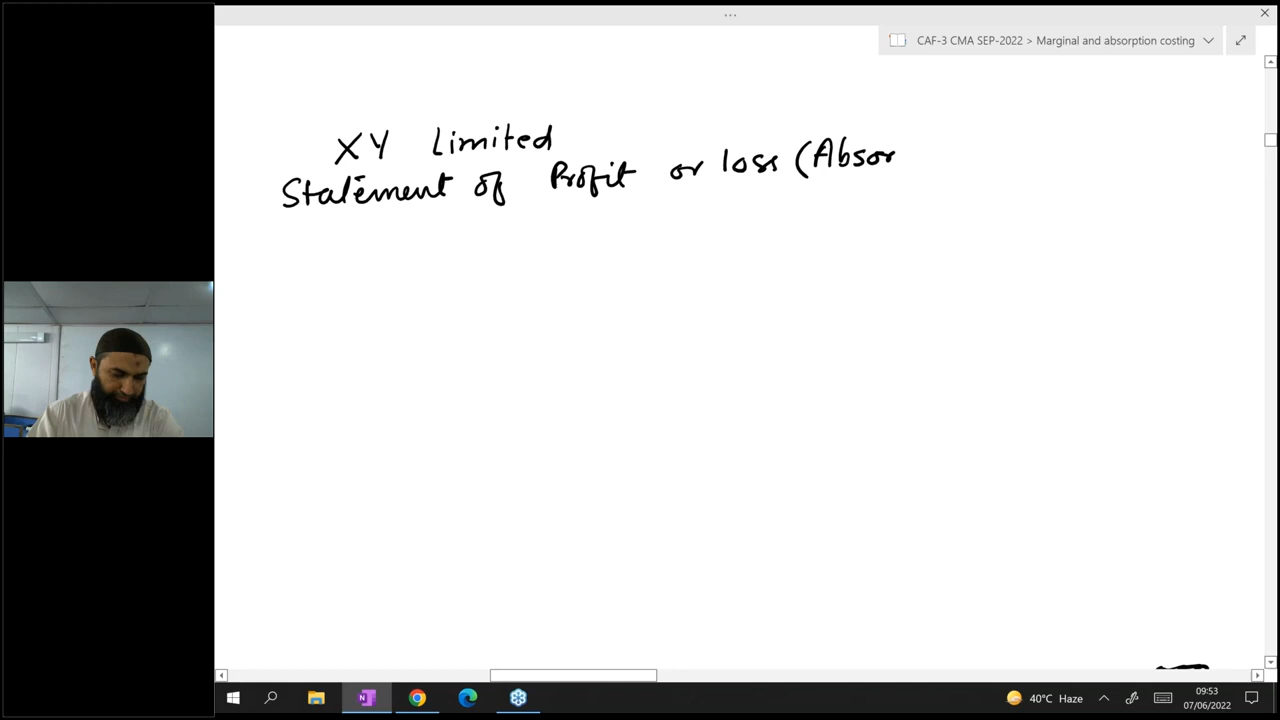 CAF-3 CMA SEP-2022 > Marginal and absorption costing
XY Limited
Statement of Profit or loss (Absor
40°C Haze
09:53
07/06/2022